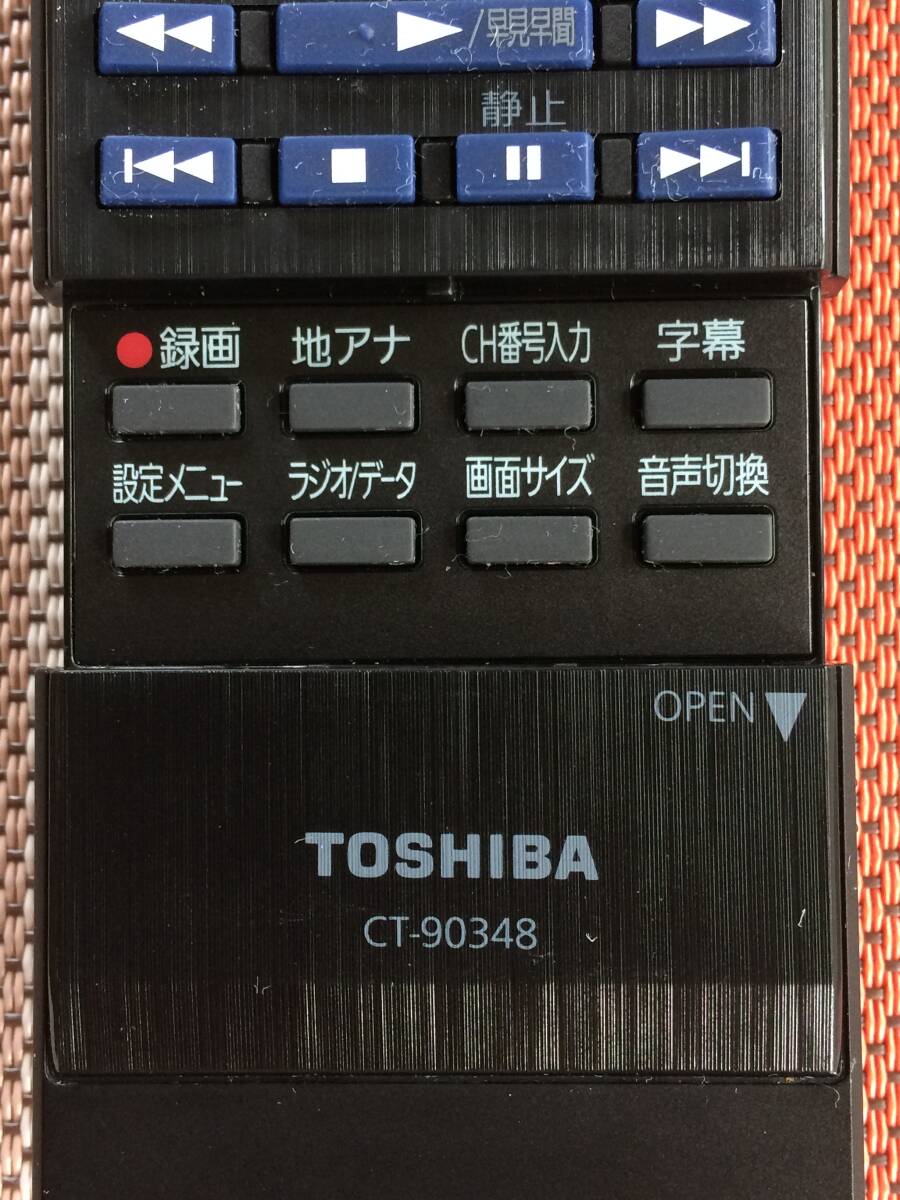 /早見早聞
静止
録画 地アナ CH番号入力 字幕
設定メニュー ラジオ/データ 画面サイズ 音声切換
OPEN
TOSHIBA
CT-90348